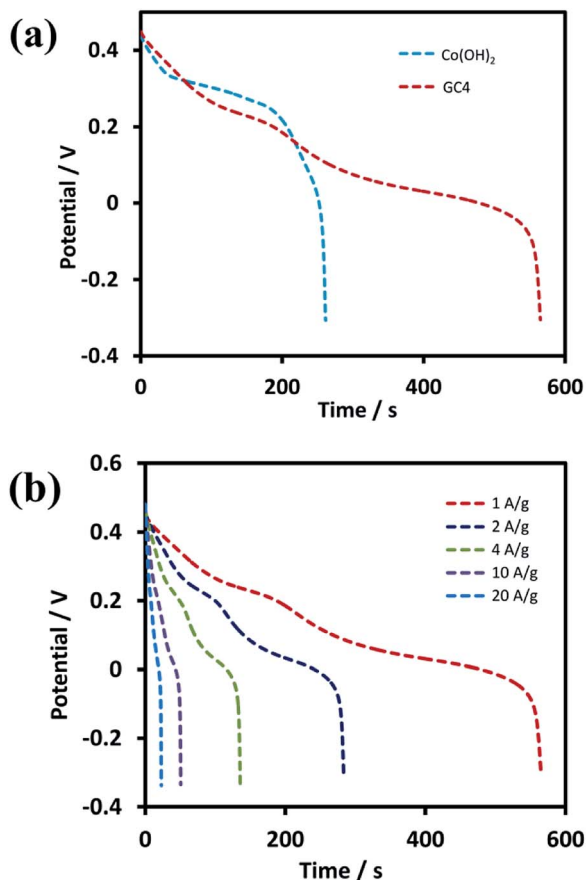 (a)
0.4
0.2
0
-0.2
-0.4
Potential / V
0
200
400
600
Time / s
Co(OH)₂
GC4
(b)
0.6
0.4
0.2
0
-0.2
-0.4
Potential / V
0
200
400
600
Time / s
1 A/g
2 A/g
4 A/g
10 A/g
20 A/g